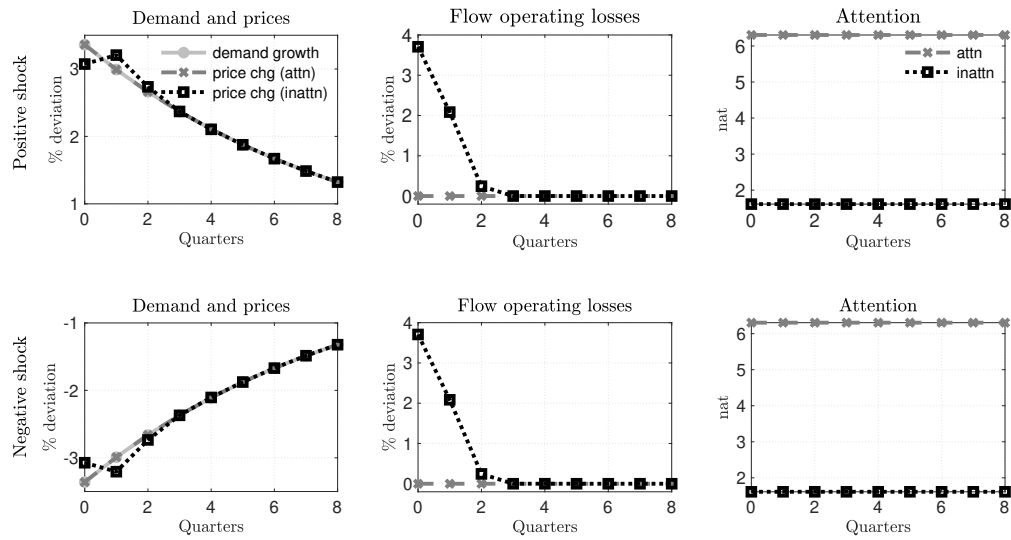 Demand and prices
Flow operating losses
Attention
Positive shock
% deviation
3
2
1
demand growth
price chg (attn)
price chg (inattn)
0 2 4 6 8
Quarters
% deviation
4
3
2
1
0
0 2 4 6 8
Quarters
nat
6
5
4
3
2
attn
inattn
0 2 4 6 8
Quarters
Demand and prices
Flow operating losses
Attention
Negative shock
% deviation
-1
-2
-3
0 2 4 6 8
Quarters
% deviation
4
3
2
1
0
0 2 4 6 8
Quarters
nat
6
5
4
3
2
0 2 4 6 8
Quarters